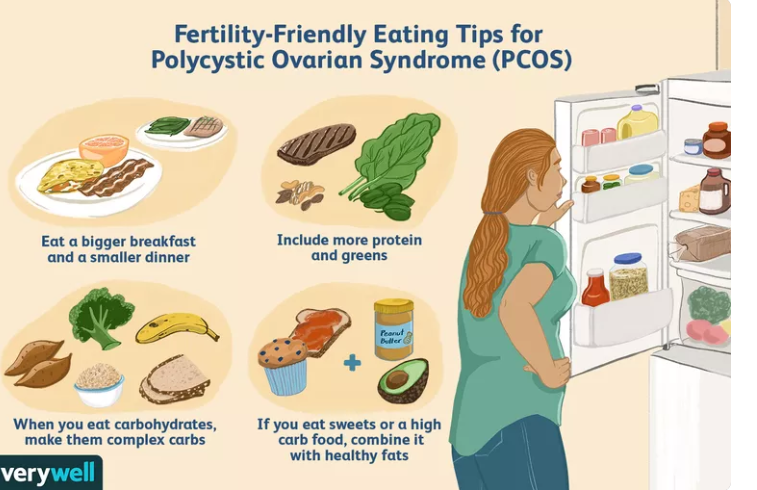 Fertility-Friendly Eating Tips for
Polycystic Ovarian Syndrome (PCOS)
Eat a bigger breakfast
and a smaller dinner
Include more protein
and greens
When you eat carbohydrates,
make them complex carbs
Peanut
Butter
If you eat sweets or a high
carb food, combine it
with healthy fats
verywell